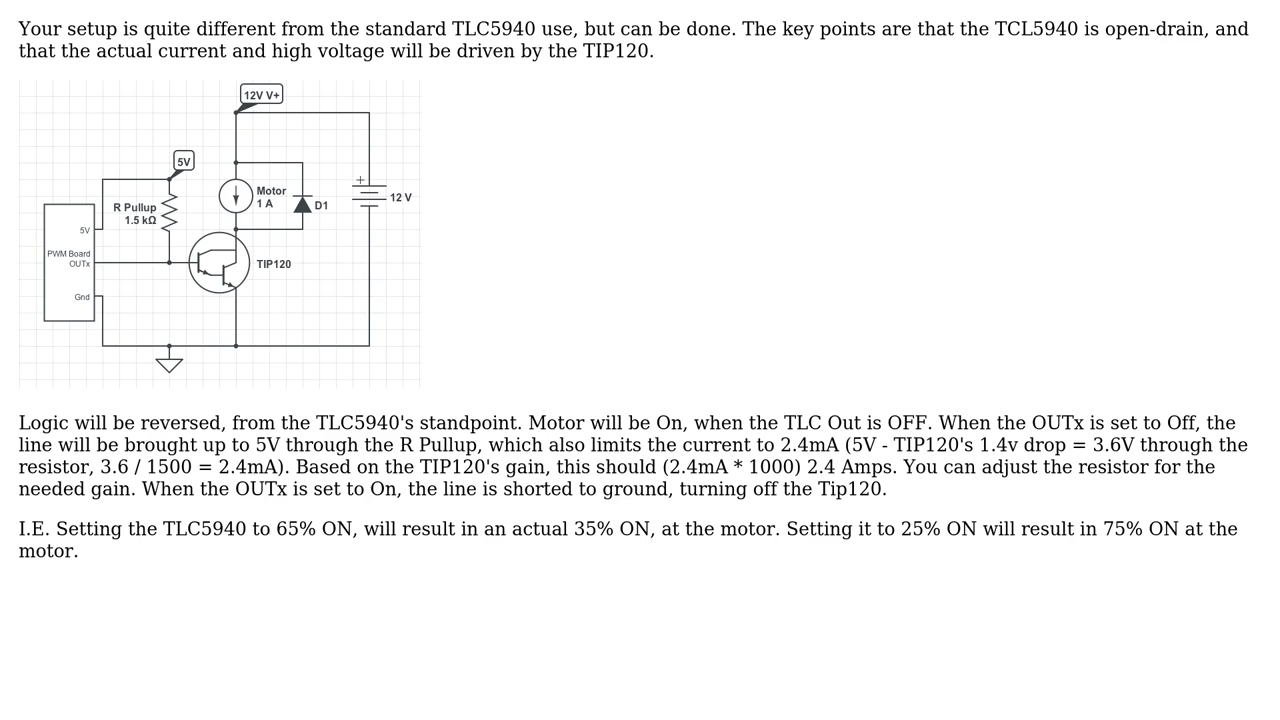 Your setup is quite different from the standard TLC5940 use, but can be done. The key points are that the TCL5940 is open-drain, and
that the actual current and high voltage will be driven by the TIP120.
12V V+
5V
Motor
1 A
R Pullup
1.5 kΩ
D1
+
12 V
5V
PWM Board
OUTx
TIP120
Gnd
Logic will be reversed, from the TLC5940's standpoint. Motor will be On, when the TLC Out is OFF. When the OUTx is set to Off, the
line will be brought up to 5V through the R Pullup, which also limits the current to 2.4mA (5V - TIP120's 1.4v drop = 3.6V through the
resistor, 3.6 / 1500 = 2.4mA). Based on the TIP120's gain, this should (2.4mA * 1000) 2.4 Amps. You can adjust the resistor for the
needed gain. When the OUTx is set to On, the line is shorted to ground, turning off the Tip120.
I.E. Setting the TLC5940 to 65% ON, will result in an actual 35% ON, at the motor. Setting it to 25% ON will result in 75% ON at the
motor.